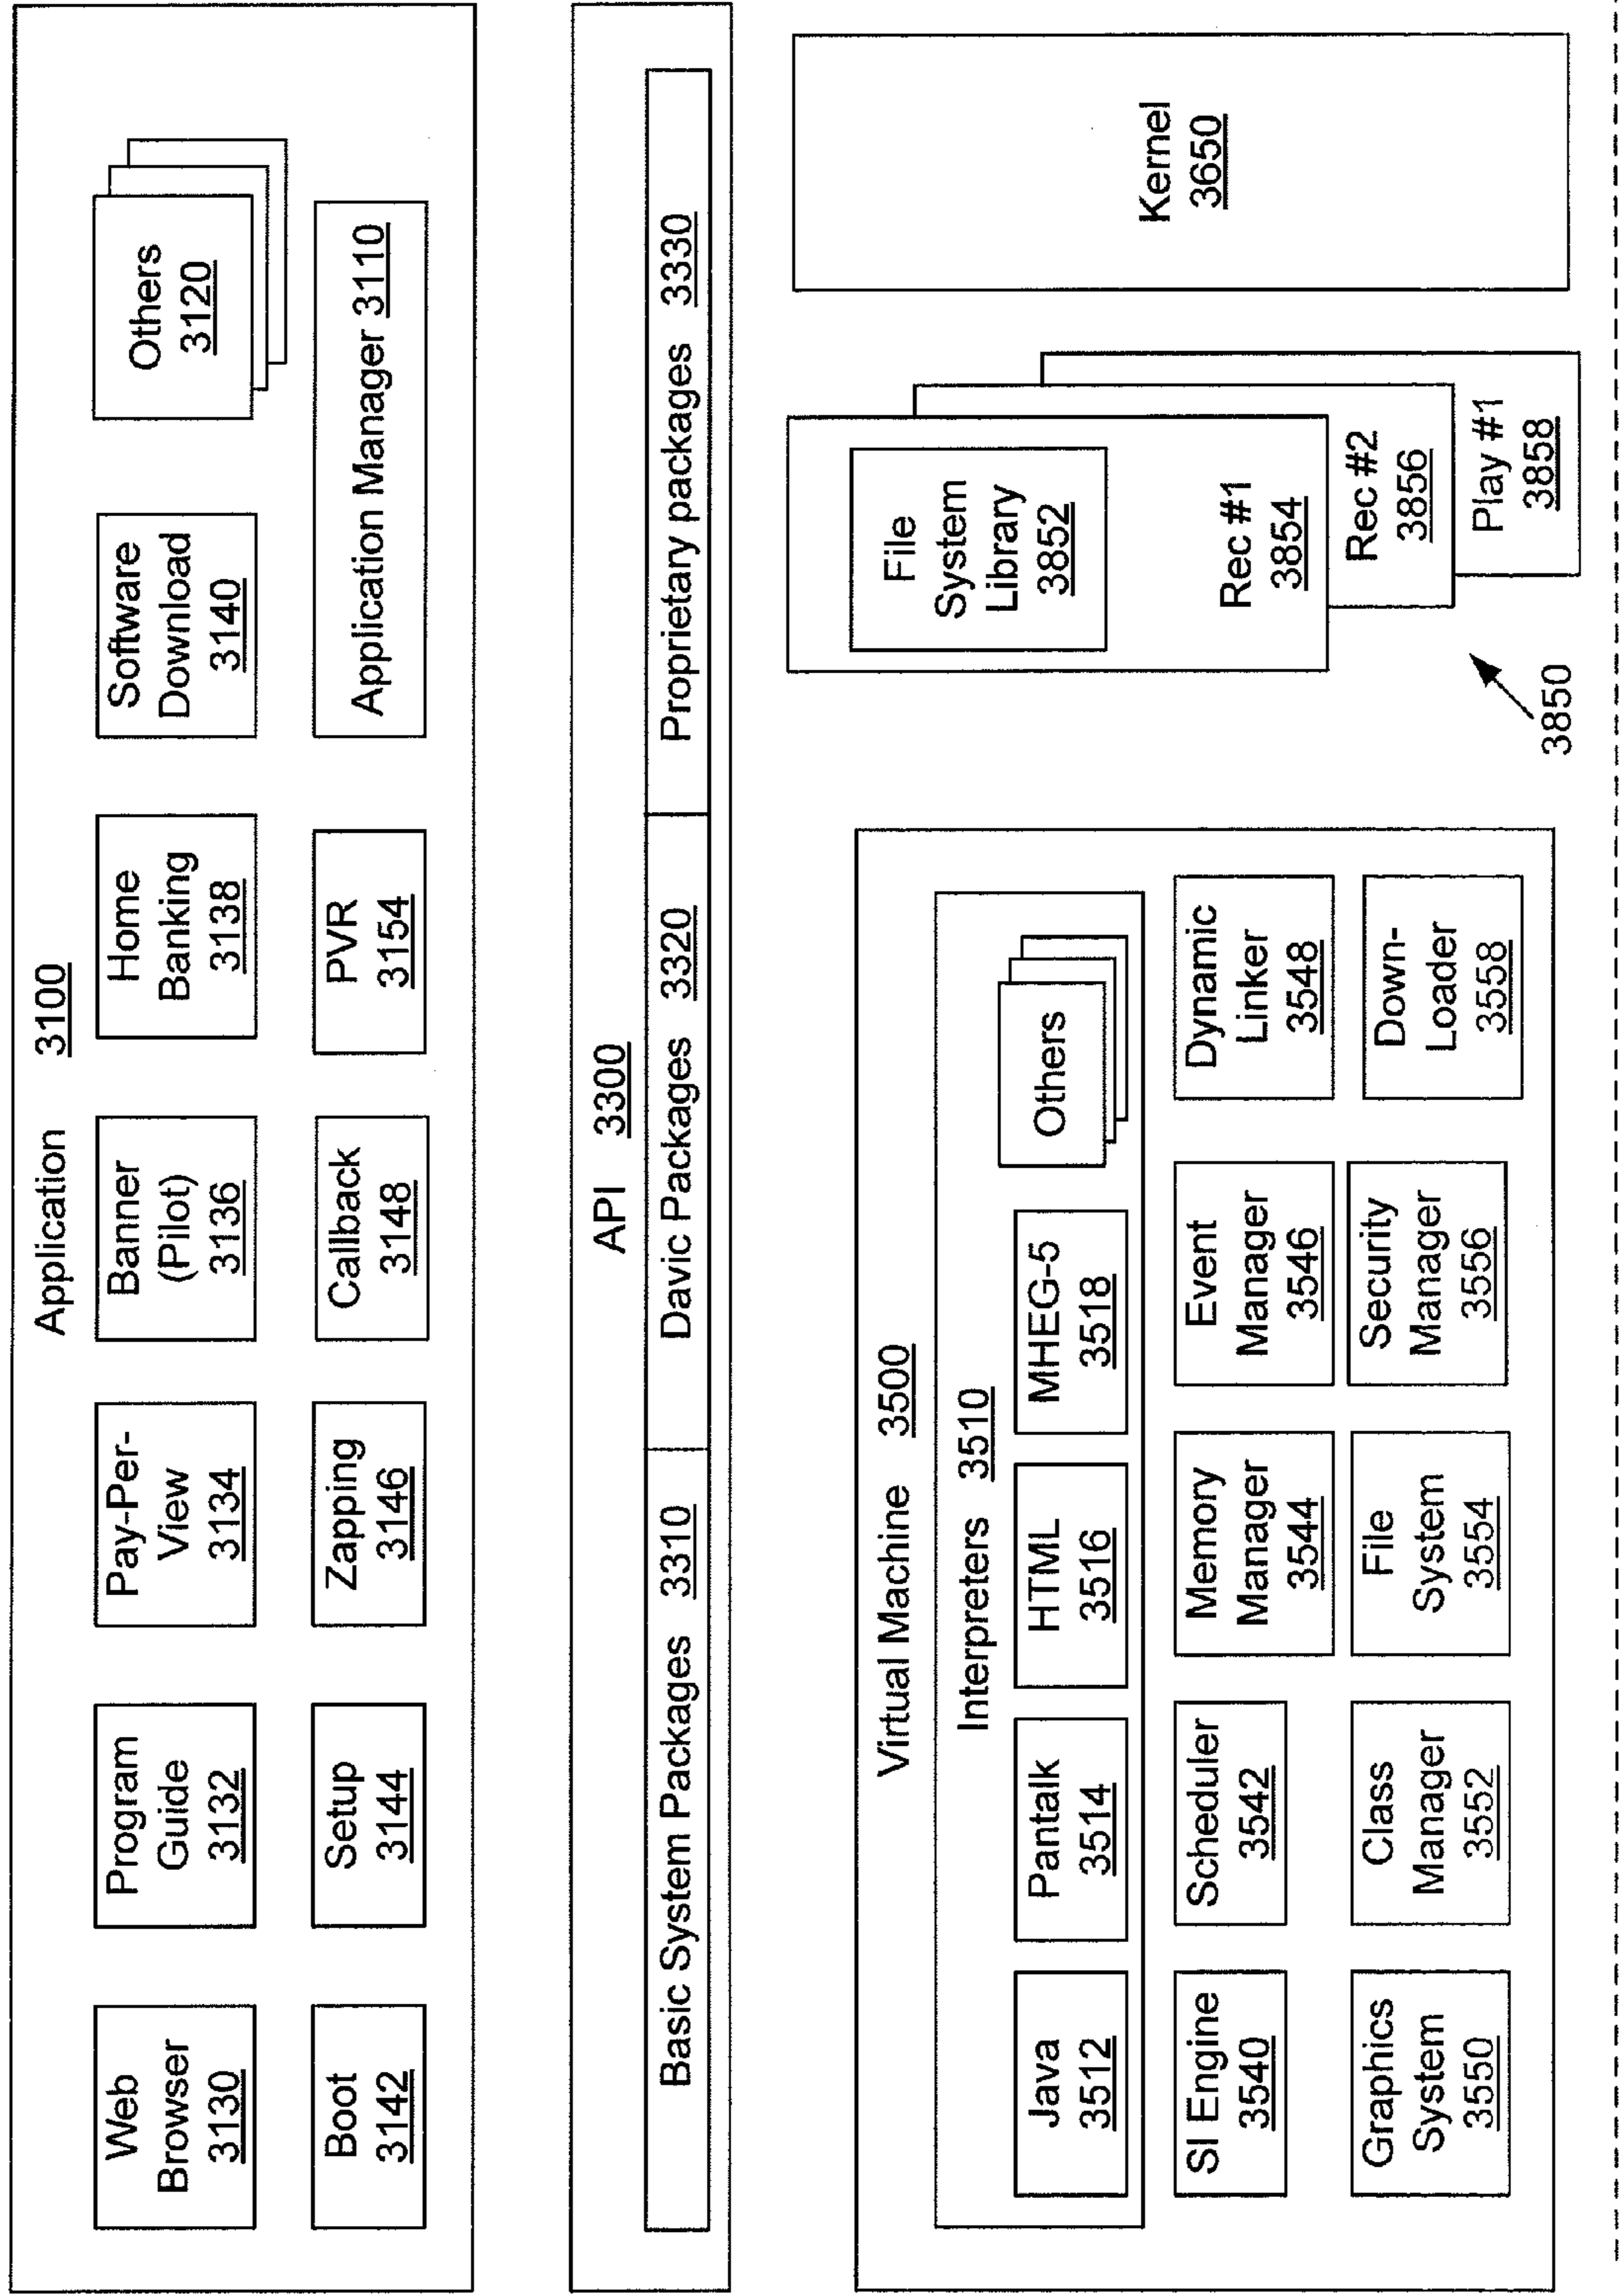 Application 3100
Web
Browser
3130
Program
Guide
3132
Pay-Per-
View
3134
Banner
(Pilot)
3136
Home
Banking
3138
Software
Download
3140
Others
3120
Boot
3142
Setup
3144
Zapping
3146
Callback
3148
PVR
3154
Application Manager 3110
API 3300
Basic System Packages 3310
Davic Packages 3320
Proprietary packages 3330
Virtual Machine 3500
Interpreters 3510
Java
3512
Pantalk
3514
HTML
3516
MHEG-5
3518
Others
SI Engine
3540
Scheduler
3542
Memory
Manager
3544
Event
Manager
3546
Dynamic
Linker
3548
Graphics
System
3550
Class
Manager
3552
File
System
3554
Security
Manager
3556
Down-
Loader
3558
File
System
Library
3852
Rec #1
3854
Rec #2
3856
Play #1
3858
3850
Kernel
3650